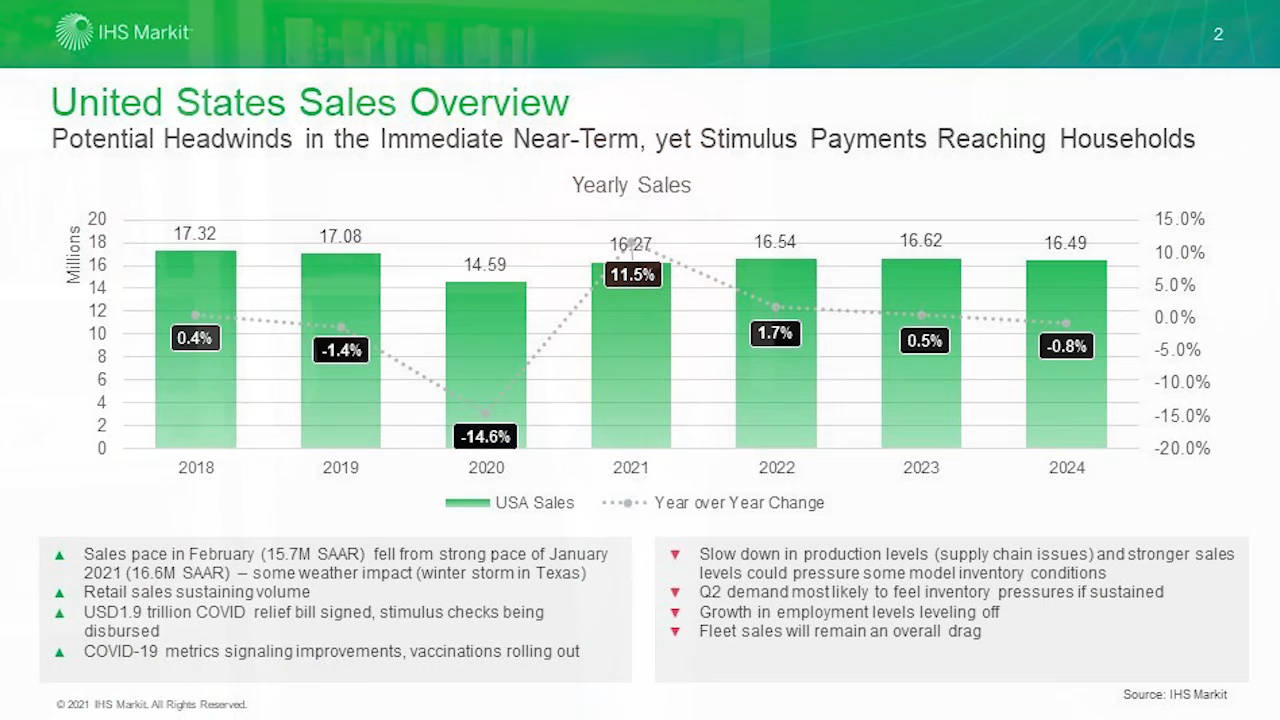 IHS Markit
2
United States Sales Overview
Potential Headwinds in the Immediate Near-Term, yet Stimulus Payments Reaching Households
Yearly Sales
Millions
20
18
16
14
12
10
8
6
4
2
0
17.32
17.08
14.59
16.27
16.54
16.62
16.49
0.4%
-1.4%
-14.6%
11.5%
1.7%
0.5%
-0.8%
15.0%
10.0%
5.0%
0.0%
-5.0%
-10.0%
-15.0%
-20.0%
2018
2019
2020
2021
2022
2023
2024
USA Sales
Year over Year Change
▲ Sales pace in February (15.7M SAAR) fell from strong pace of January
2021 (16.6M SAAR) – some weather impact (winter storm in Texas)
▲ Retail sales sustaining volume
▲ USD1.9 trillion COVID relief bill signed, stimulus checks being
disbursed
▲ COVID-19 metrics signaling improvements, vaccinations rolling out
▼ Slow down in production levels (supply chain issues) and stronger sales
levels could pressure some model inventory conditions
▼ Q2 demand most likely to feel inventory pressures if sustained
▼ Growth in employment levels leveling off
▼ Fleet sales will remain an overall drag
Source: IHS Markit
© 2021 IHS Markit. All Rights Reserved.